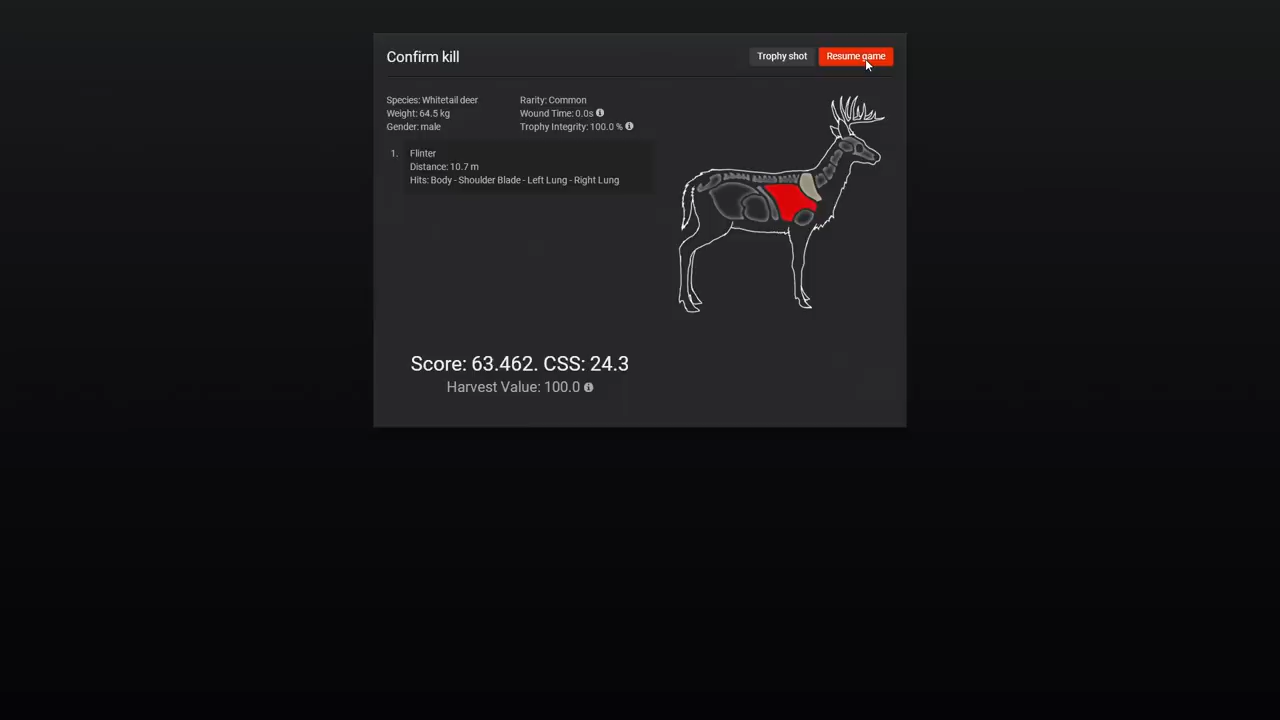 Confirm kill
Trophy shot
Resume game
Species: Whitetail deer
Weight: 64.5 kg
Gender: male
Rarity: Common
Wound Time: 0.0s
Trophy Integrity: 100.0 %
1. Flinter
Distance: 10.7 m
Hits: Body - Shoulder Blade - Left Lung - Right Lung
Score: 63.462. CSS: 24.3
Harvest Value: 100.0